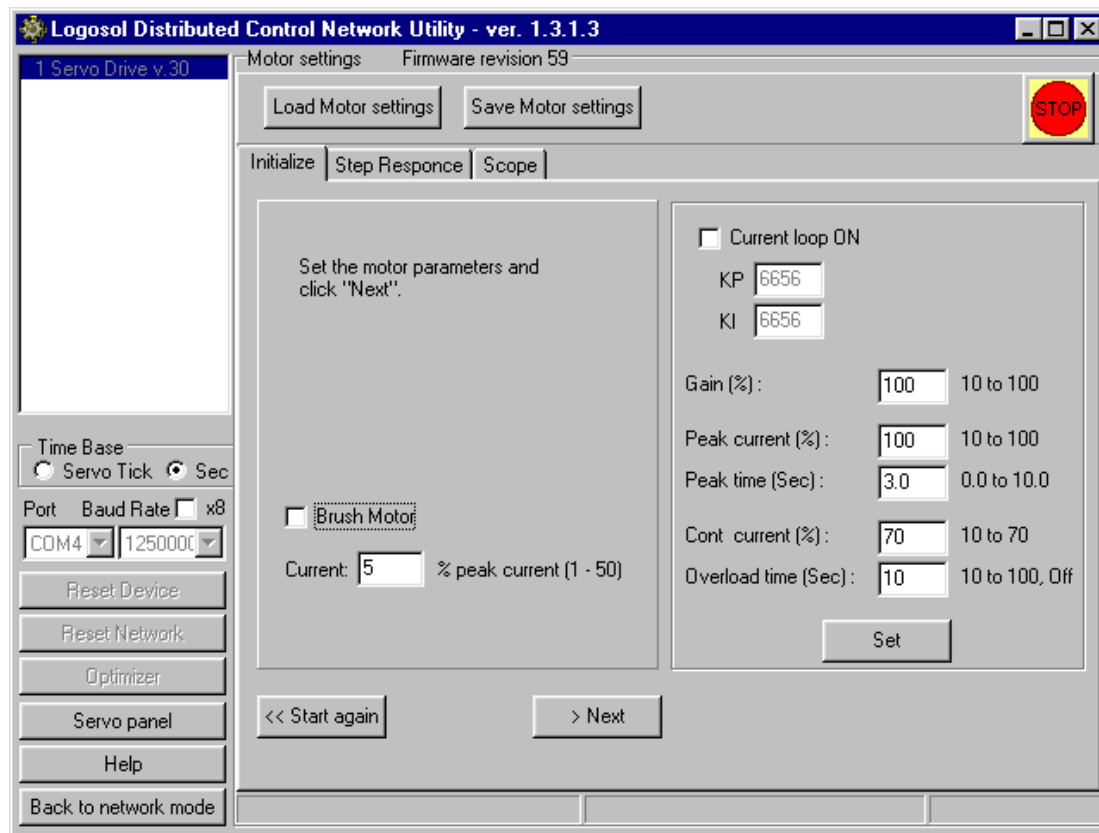 Logosol Distributed Control Network Utility - ver. 1.3.1.3
1 Servo Drive v.30
Motor settings Firmware revision 59
Load Motor settings Save Motor settings STOP
Initialize Step Responce Scope
Set the motor parameters and
click "Next".
Brush Motor
Current: 5 % peak current (1 - 50)
Current loop ON
KP 6656
KI 6656
Gain (%) : 100 10 to 100
Peak current (%) : 100 10 to 100
Peak time (Sec) : 3.0 0.0 to 10.0
Cont current (%) : 70 10 to 70
Overload time (Sec) : 10 10 to 100, Off
Set
<< Start again > Next
Time Base
Servo Tick Sec
Port Baud Rate x8
COM4
Reset Device
Reset Network
Optimizer
Servo panel
Help
Back to network mode